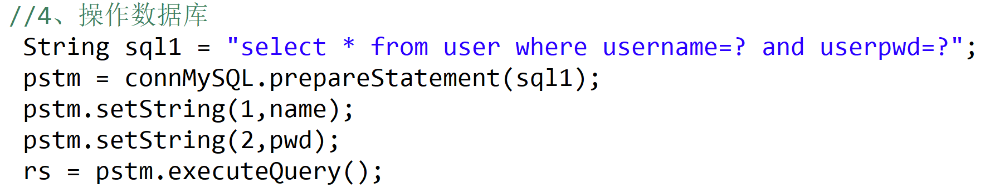 //4、操作数据库
String sql1 = "select * from user where username=? and userpwd=?";
pstm = connMySQL.prepareStatement(sql1);
pstm.setString(1,name);
pstm.setString(2,pwd);
rs = pstm.executeQuery();